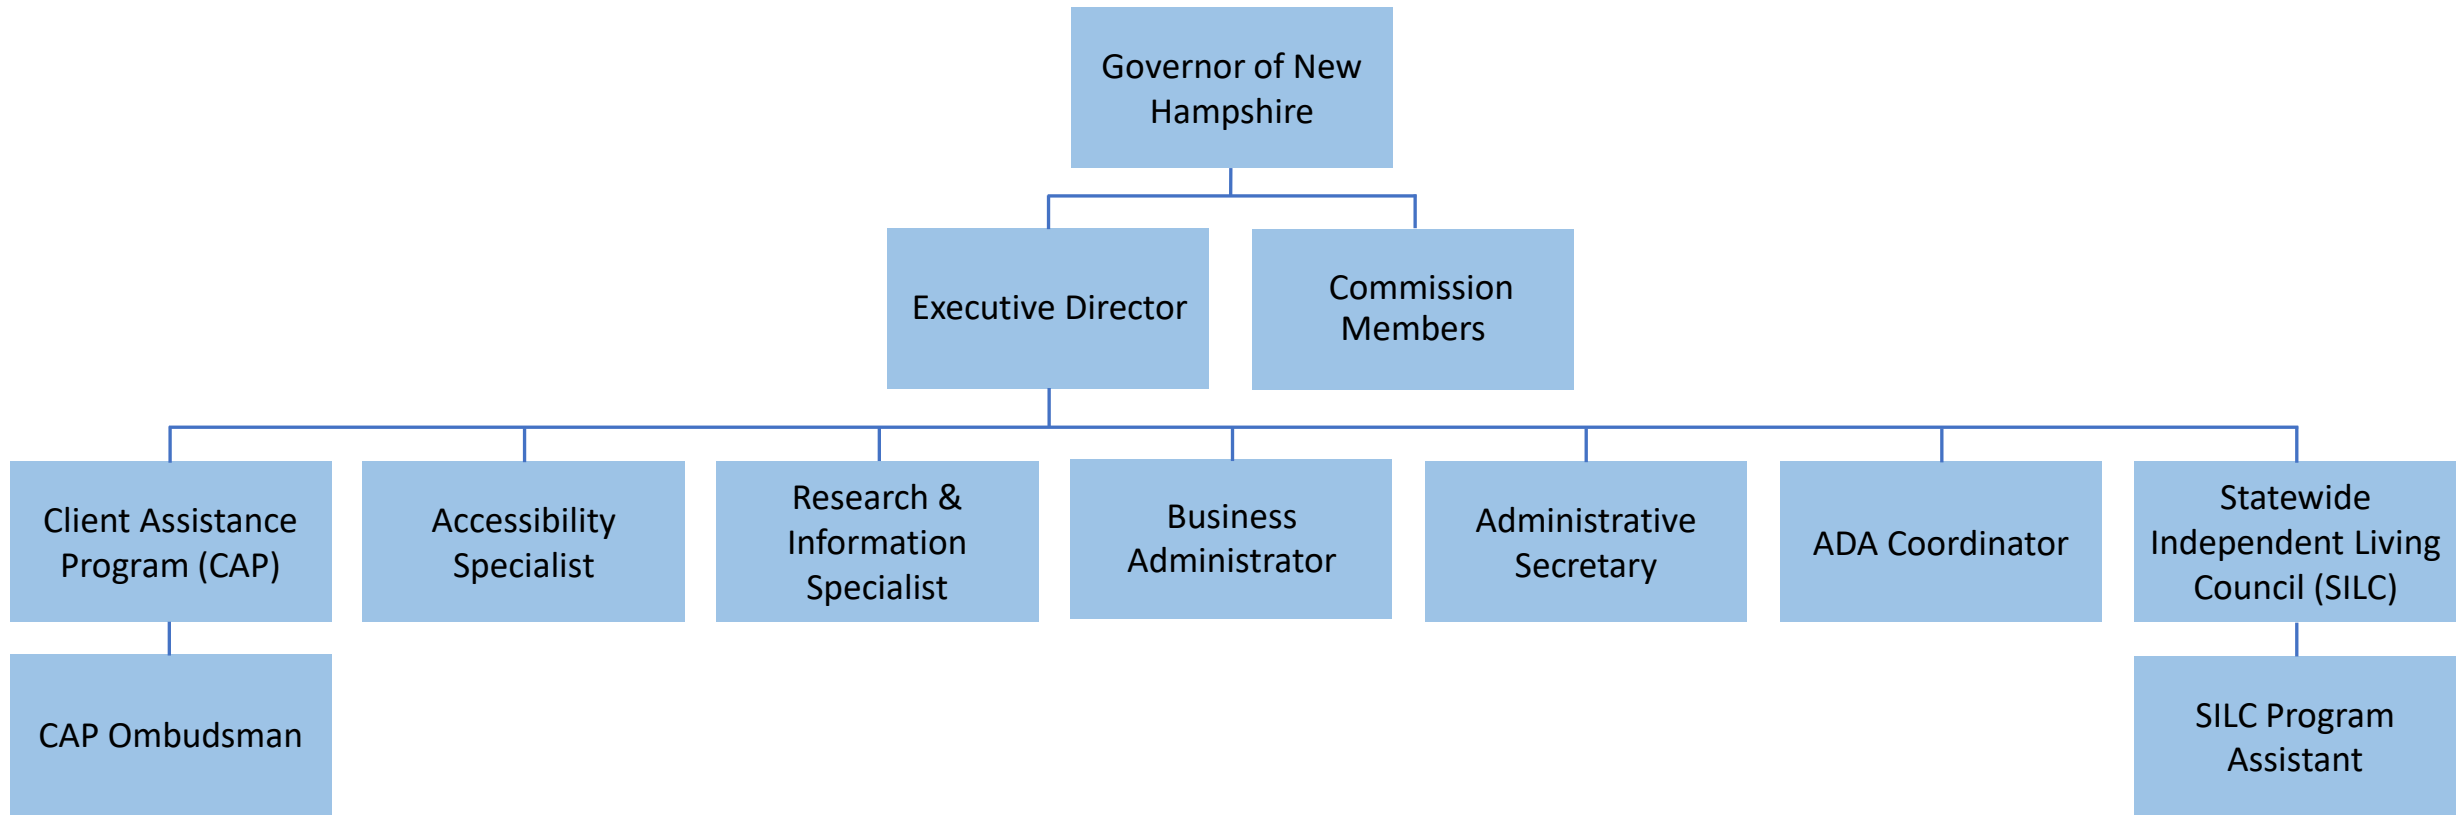 Governor of New
Hampshire
Executive Director
Commission
Members
Client Assistance
Program (CAP)
Accessibility
Specialist
Research &
Information
Specialist
Business
Administrator
Administrative
Secretary
ADA Coordinator
Statewide
Independent Living
Council (SILC)
CAP Ombudsman
SILC Program
Assistant